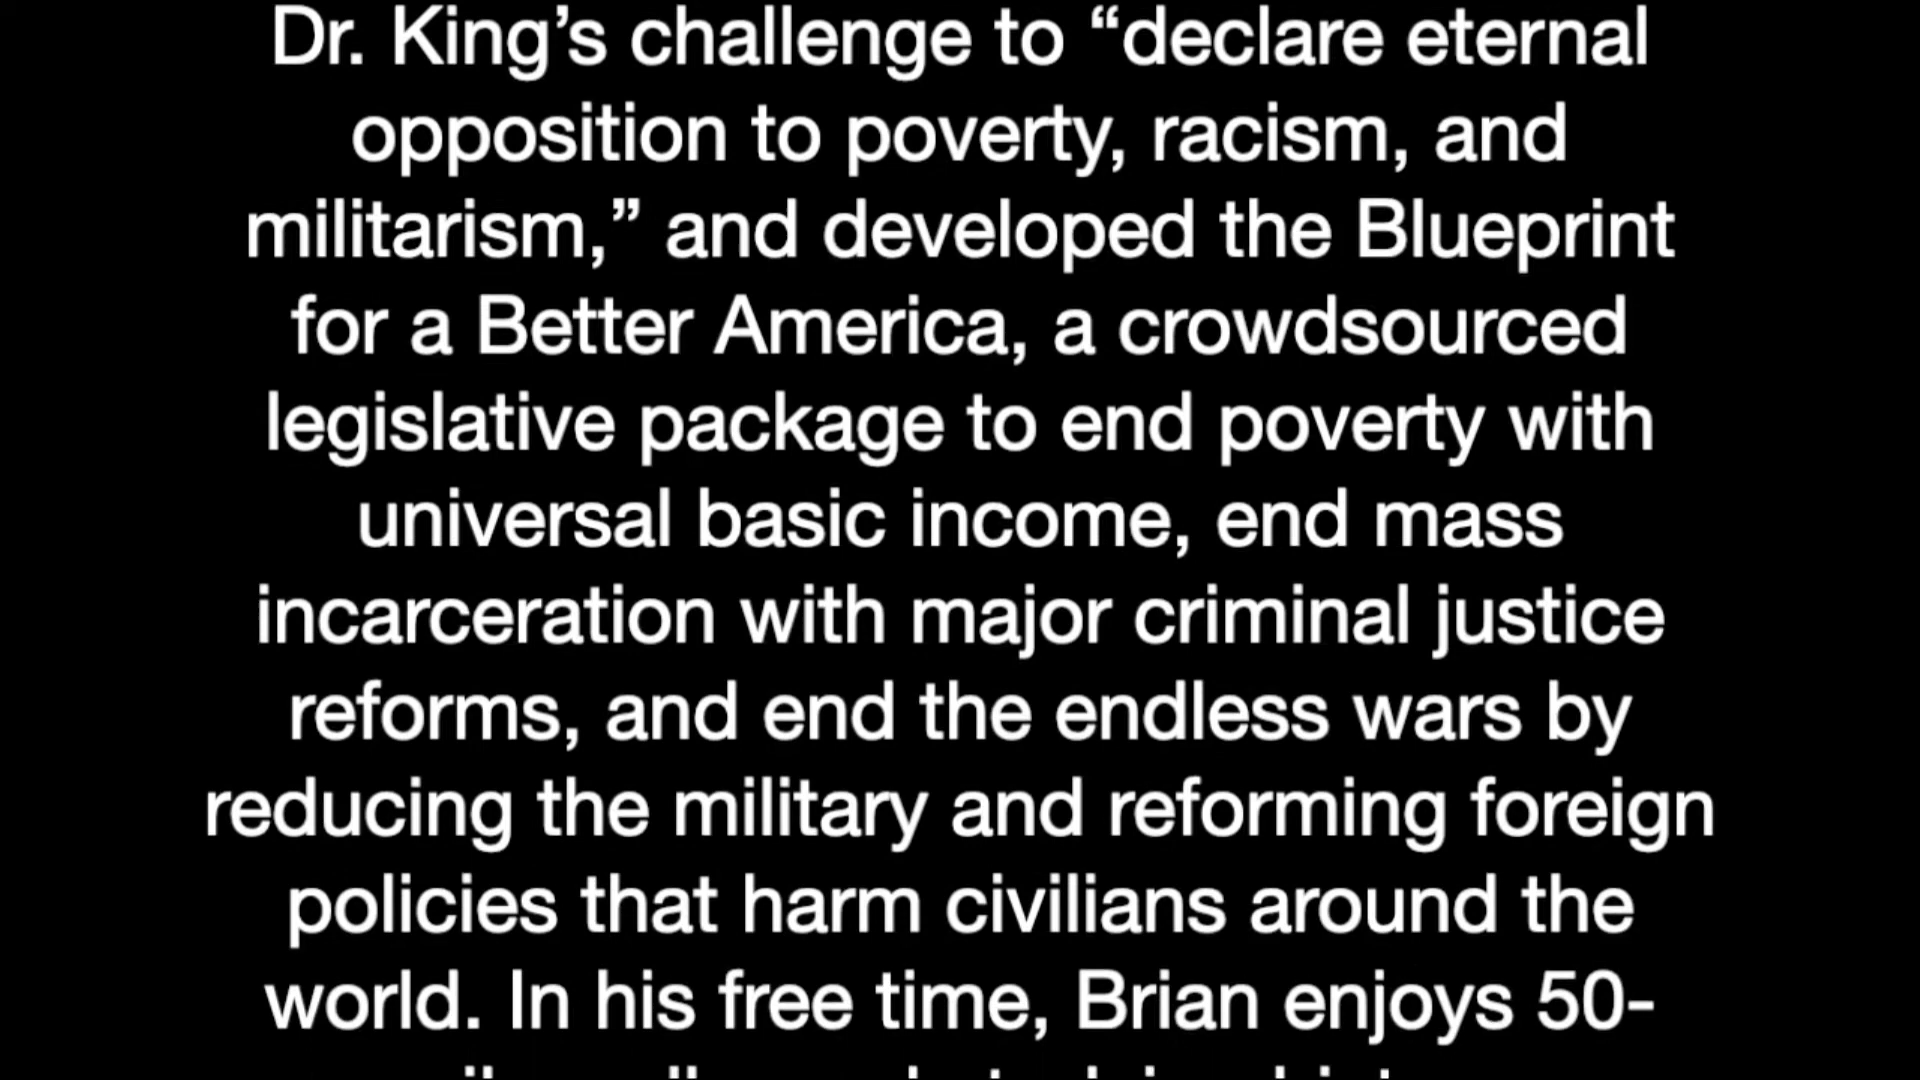 Dr. King’s challenge to “declare eternal
opposition to poverty, racism, and
militarism,” and developed the Blueprint
for a Better America, a crowdsourced
legislative package to end poverty with
universal basic income, end mass
incarceration with major criminal justice
reforms, and end the endless wars by
reducing the military and reforming foreign
policies that harm civilians around the
world. In his free time, Brian enjoys 50-